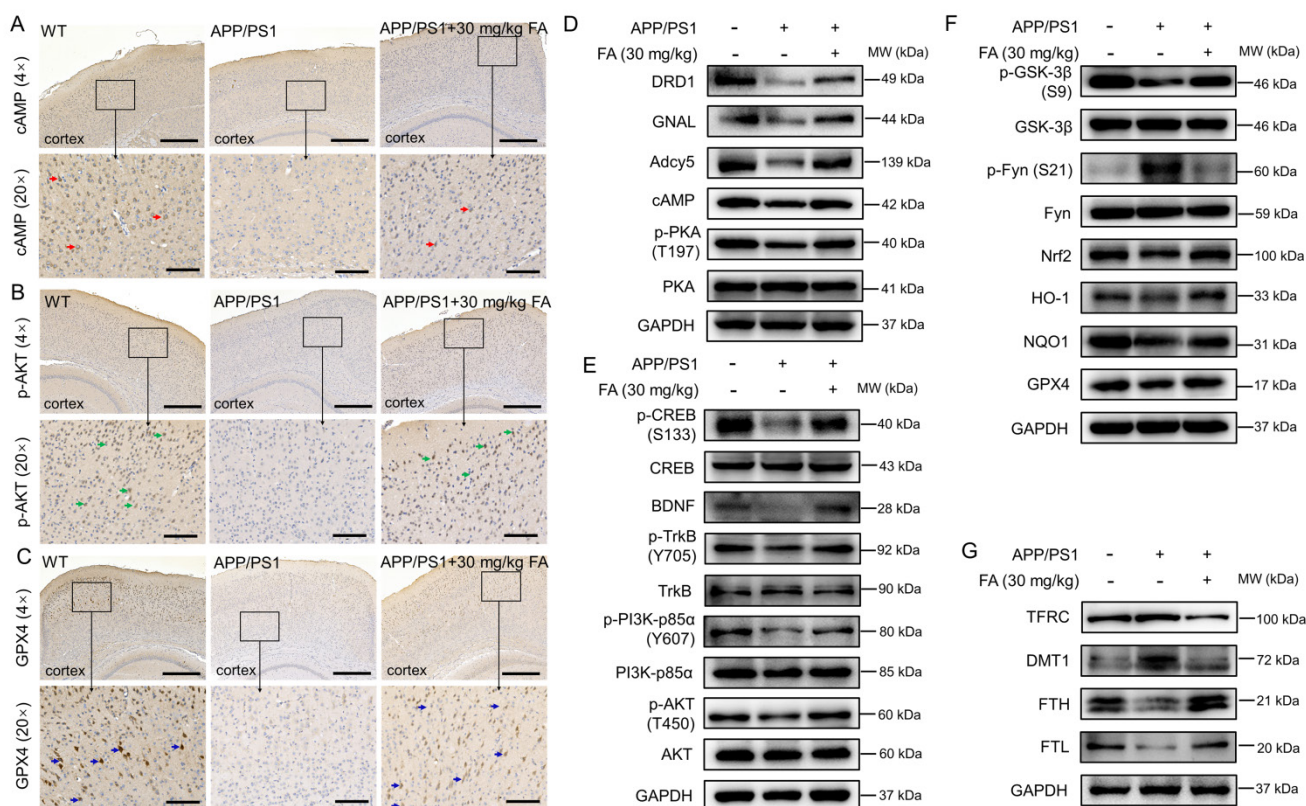 A
WT
APP/PS1
APP/PS1+30 mg/kg FA
cAMP (4×)
cortex
cortex
cortex
cAMP (20×)
B
WT
APP/PS1
APP/PS1+30 mg/kg FA
p-AKT (4×)
cortex
cortex
cortex
p-AKT (20×)
C
WT
APP/PS1
APP/PS1+30 mg/kg FA
GPX4 (4×)
cortex
cortex
cortex
GPX4 (20×)
D
APP/PS1 - + +
FA (30 mg/kg) - - + MW (kDa)
DRD1 49 kDa
GNAL 44 kDa
Adcy5 139 kDa
cAMP 42 kDa
p-PKA
(T197) 40 kDa
PKA 41 kDa
GAPDH 37 kDa
E
APP/PS1 - + +
FA (30 mg/kg) - - + MW (kDa)
p-CREB
(S133) 40 kDa
CREB 43 kDa
BDNF 28 kDa
p-TrkB
(Y705) 92 kDa
TrkB 90 kDa
p-PI3K-p85α
(Y607) 80 kDa
PI3K-p85α 85 kDa
p-AKT
(T450) 60 kDa
AKT 60 kDa
GAPDH 37 kDa
F
APP/PS1 - + +
FA (30 mg/kg) - - + MW (kDa)
p-GSK-3β
(S9) 46 kDa
GSK-3β 46 kDa
p-Fyn (S21) 60 kDa
Fyn 59 kDa
Nrf2 100 kDa
HO-1 33 kDa
NQO1 31 kDa
GPX4 17 kDa
GAPDH 37 kDa
G
APP/PS1 - + +
FA (30 mg/kg) - - + MW (kDa)
TFRC 100 kDa
DMT1 72 kDa
FTH 21 kDa
FTL 20 kDa
GAPDH 37 kDa